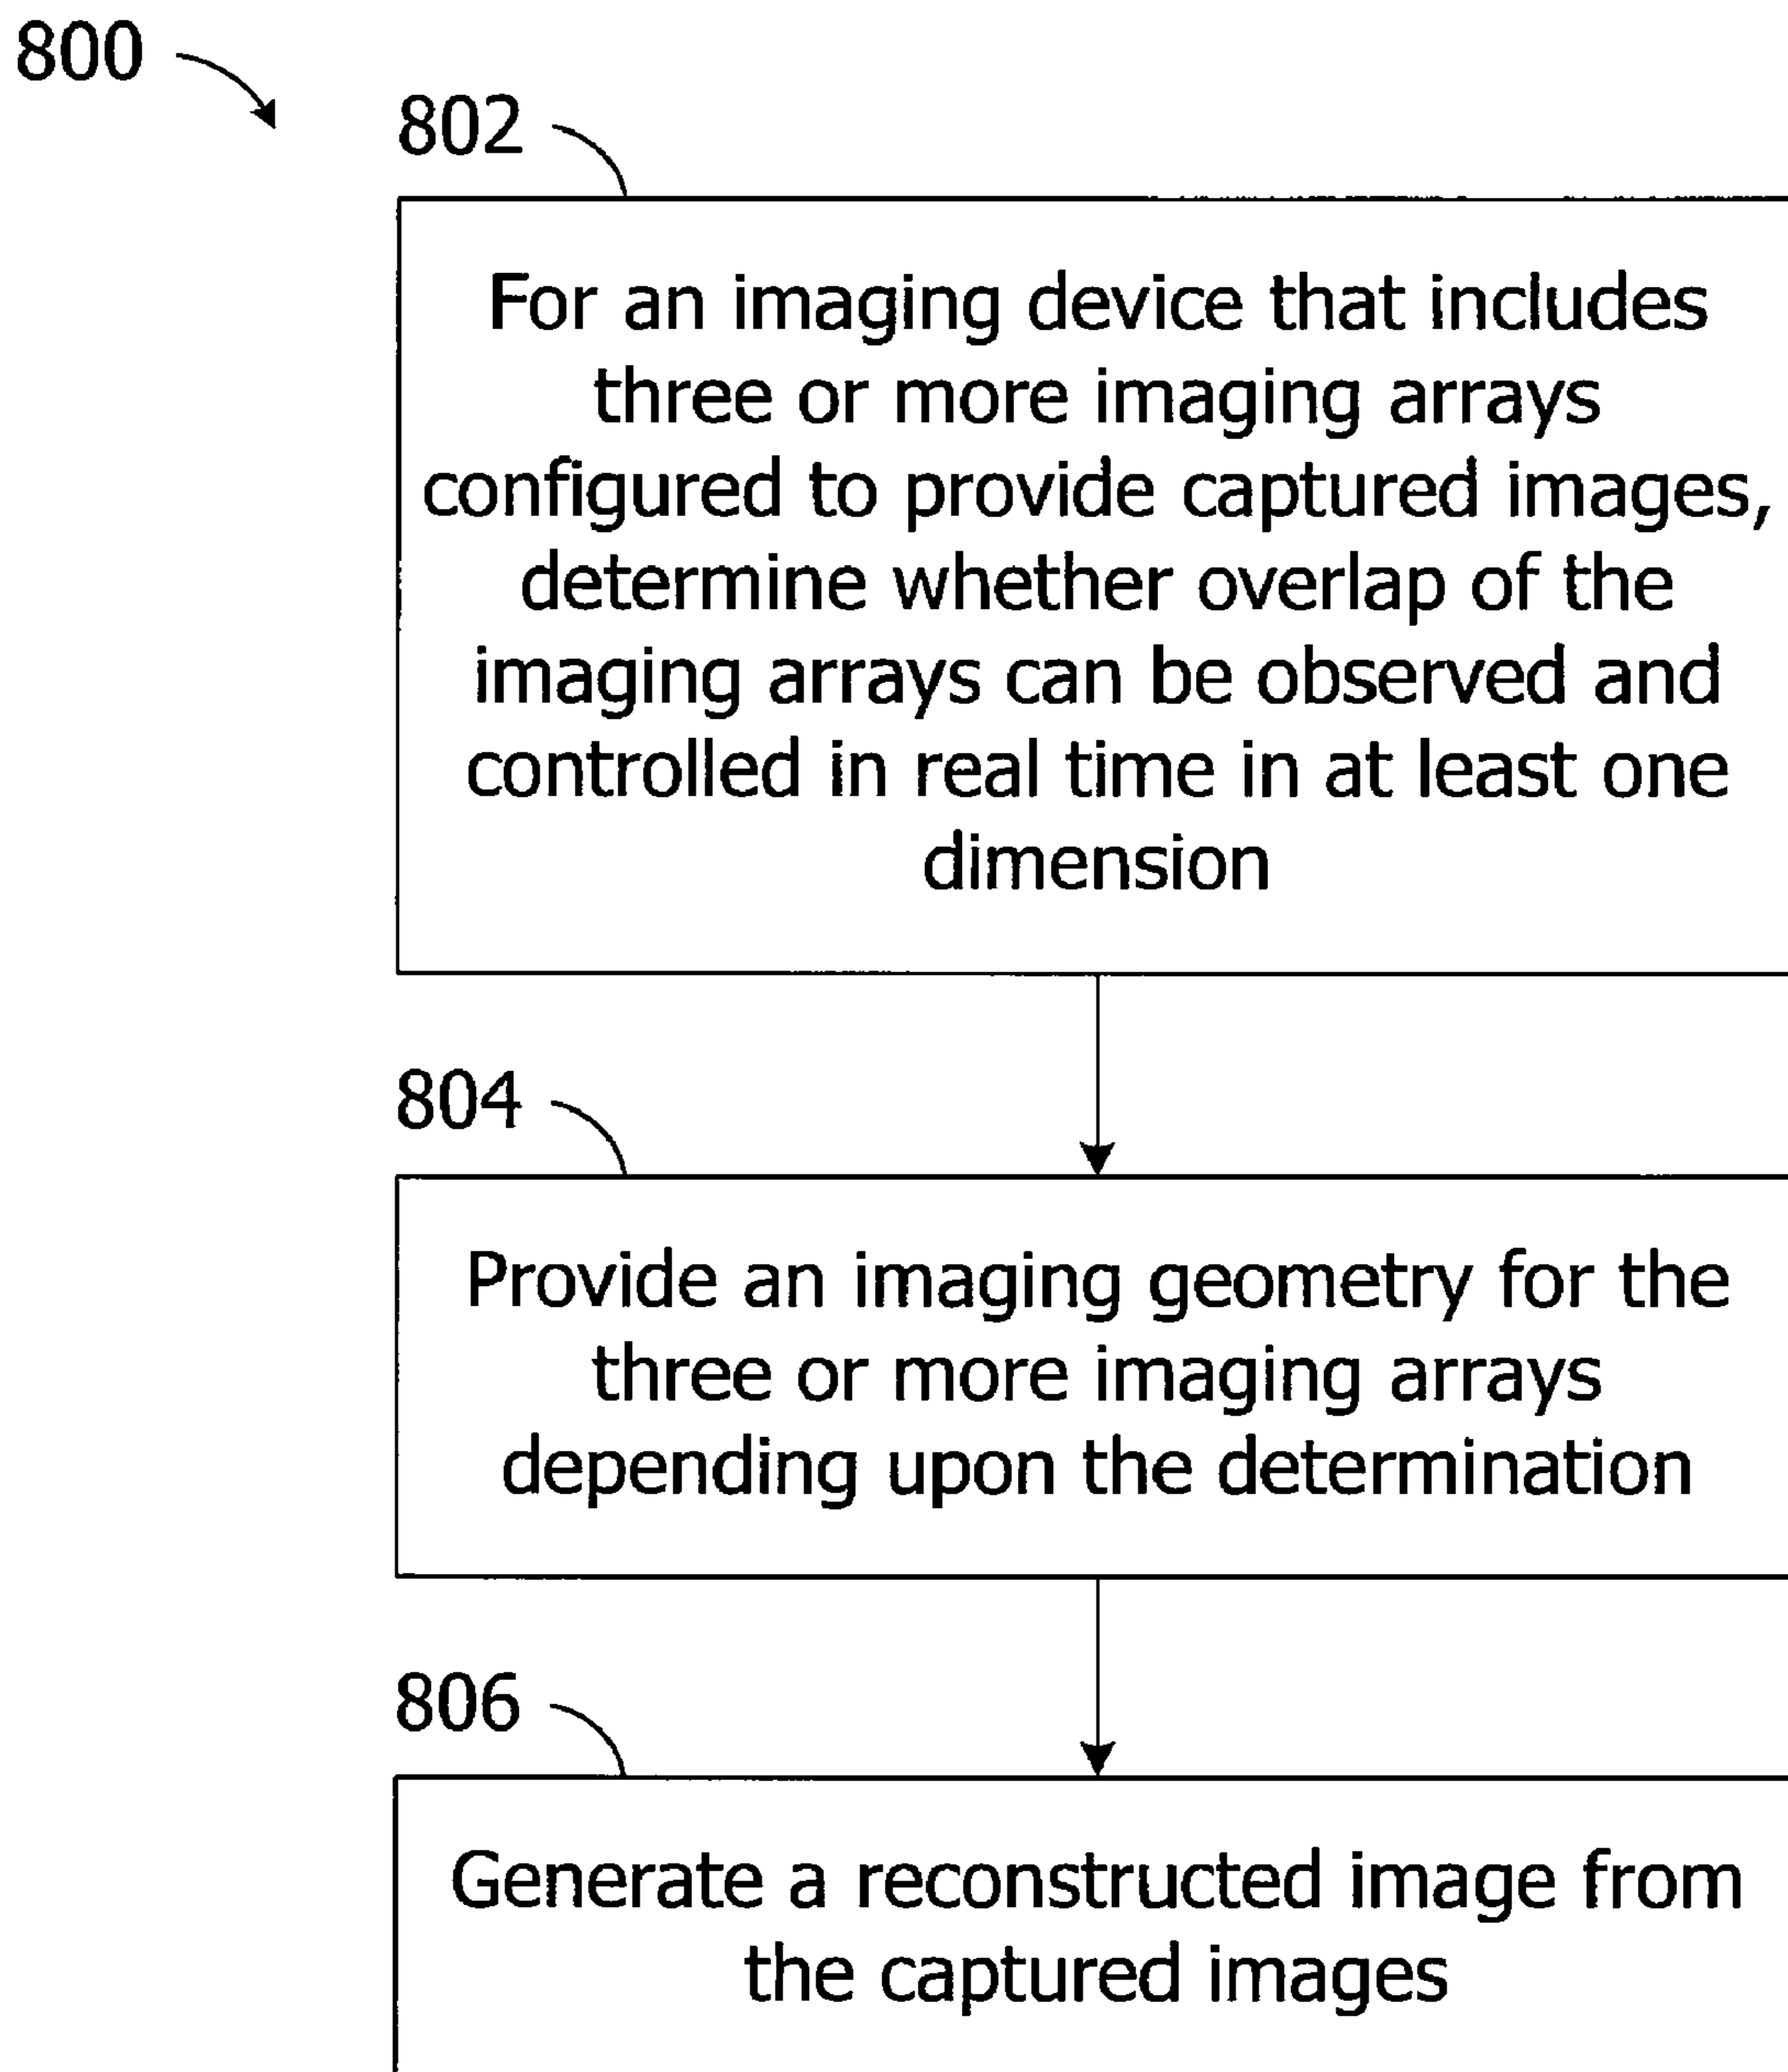 800
802
For an imaging device that includes
three or more imaging arrays
configured to provide captured images,
determine whether overlap of the
imaging arrays can be observed and
controlled in real time in at least one
dimension
804
Provide an imaging geometry for the
three or more imaging arrays
depending upon the determination
806
Generate a reconstructed image from
the captured images